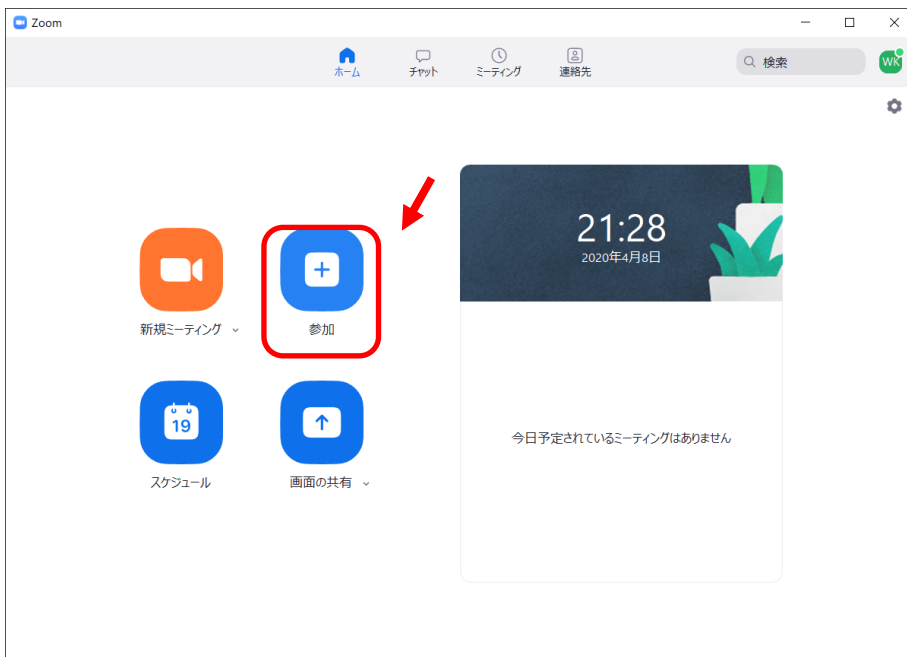 Zoom
ホーム
チャット
ミーティング
連絡先
検索
WK
21:28
2020年4月8日
新規ミーティング
参加
19
スケジュール
画面の共有
今日予定されているミーティングはありません